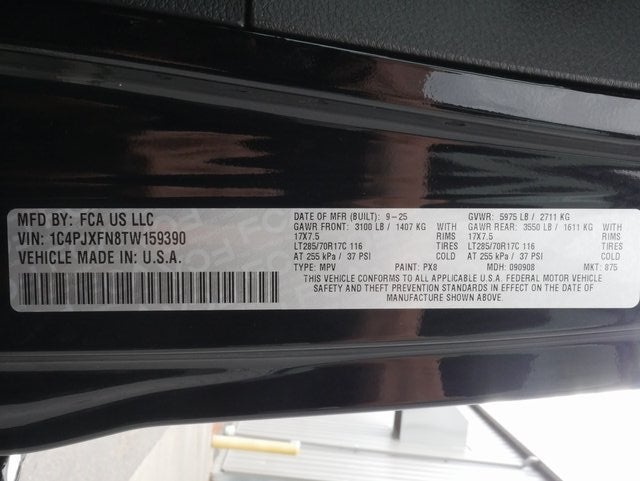 MFD BY: FCA US LLC
VIN: 1C4PJXFN8TW159390
VEHICLE MADE IN: U.S.A.
DATE OF MFR (BUILT): 9-25 GVWR: 5975 LB / 2711 KG
GAWR FRONT: 3100 LB / 1407 KG WITH GAWR REAR: 3550 LB / 1611 KG WITH
17X7.5 RIMS 17X7.5 RIMS
LT285/70R17C 116 TIRES LT285/70R17C 116 TIRES
AT 255 kPa / 37 PSI COLD AT 255 kPa / 37 PSI COLD
TYPE: MPV PAINT: PX8 MDH: 090908 MKT: 875
THIS VEHICLE CONFORMS TO ALL APPLICABLE U.S.A. FEDERAL MOTOR VEHICLE
SAFETY AND THEFT PREVENTION STANDARDS IN EFFECT ON THE DATE OF
MANUFACTURE SHOWN ABOVE.